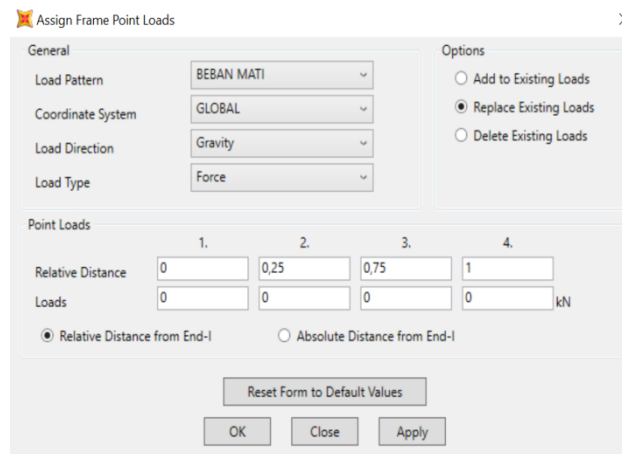 Assign Frame Point Loads
General
Load Pattern BEBAN MATI
Coordinate System GLOBAL
Load Direction Gravity
Load Type Force
Options
Add to Existing Loads
Replace Existing Loads
Delete Existing Loads
Point Loads
1. 2. 3. 4.
Relative Distance 0 0,25 0,75 1
Loads 0 0 0 0 kN
Relative Distance from End-I Absolute Distance from End-I
Reset Form to Default Values
OK Close Apply